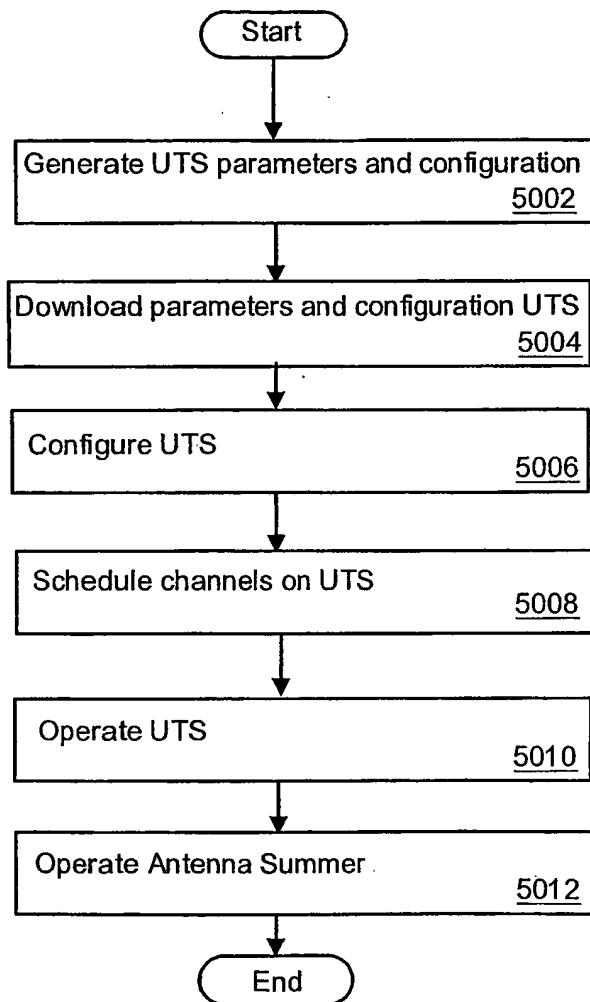 Start
Generate UTS parameters and configuration
5002
Download parameters and configuration UTS
5004
Configure UTS
5006
Schedule channels on UTS
5008
Operate UTS
5010
Operate Antenna Summer
5012
End